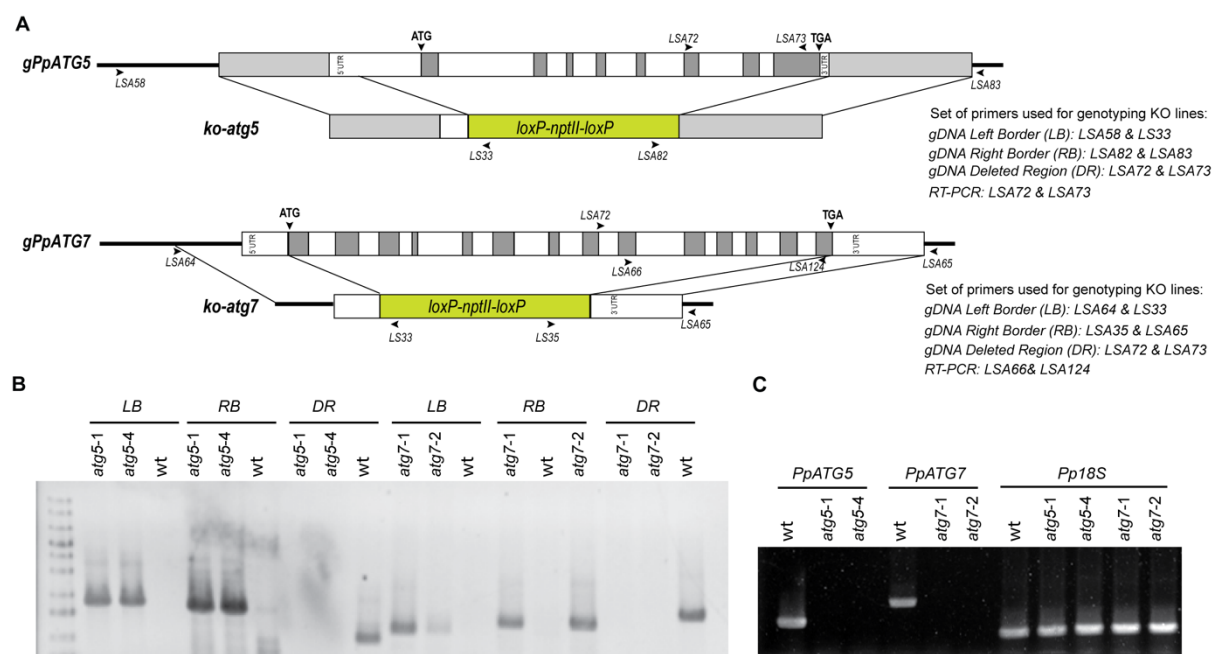 A
ATG
LSA72
LSA73
TGA
gPpATG5
5'UTR
3'UTR
LSA58
LSA83
ko-atg5
loxP-nptII-loxP
LS33
LSA82
Set of primers used for genotyping KO lines:
gDNA Left Border (LB): LSA58 & LS33
gDNA Right Border (RB): LSA82 & LSA83
gDNA Deleted Region (DR): LSA72 & LSA73
RT-PCR: LSA72 & LSA73
ATG
LSA72
TGA
gPpATG7
5'UTR
3'UTR
LSA64
LSA66
LSA124
LSA65
ko-atg7
loxP-nptII-loxP
3'UTR
LS33
LS35
LSA65
Set of primers used for genotyping KO lines:
gDNA Left Border (LB): LSA64 & LS33
gDNA Right Border (RB): LSA35 & LSA65
gDNA Deleted Region (DR): LSA72 & LSA73
RT-PCR: LSA66& LSA124
B
LB RB DR LB RB DR
atg5-1 atg5-4 wt atg5-1 atg5-4 wt atg5-1 atg5-4 wt atg7-1 atg7-2 wt atg7-1 wt atg7-2 atg7-1 atg7-2 wt
C
PpATG5 PpATG7 Pp18S
wt atg5-1 atg5-4 wt atg7-1 atg7-2 wt atg5-1 atg5-4 atg7-1 atg7-2